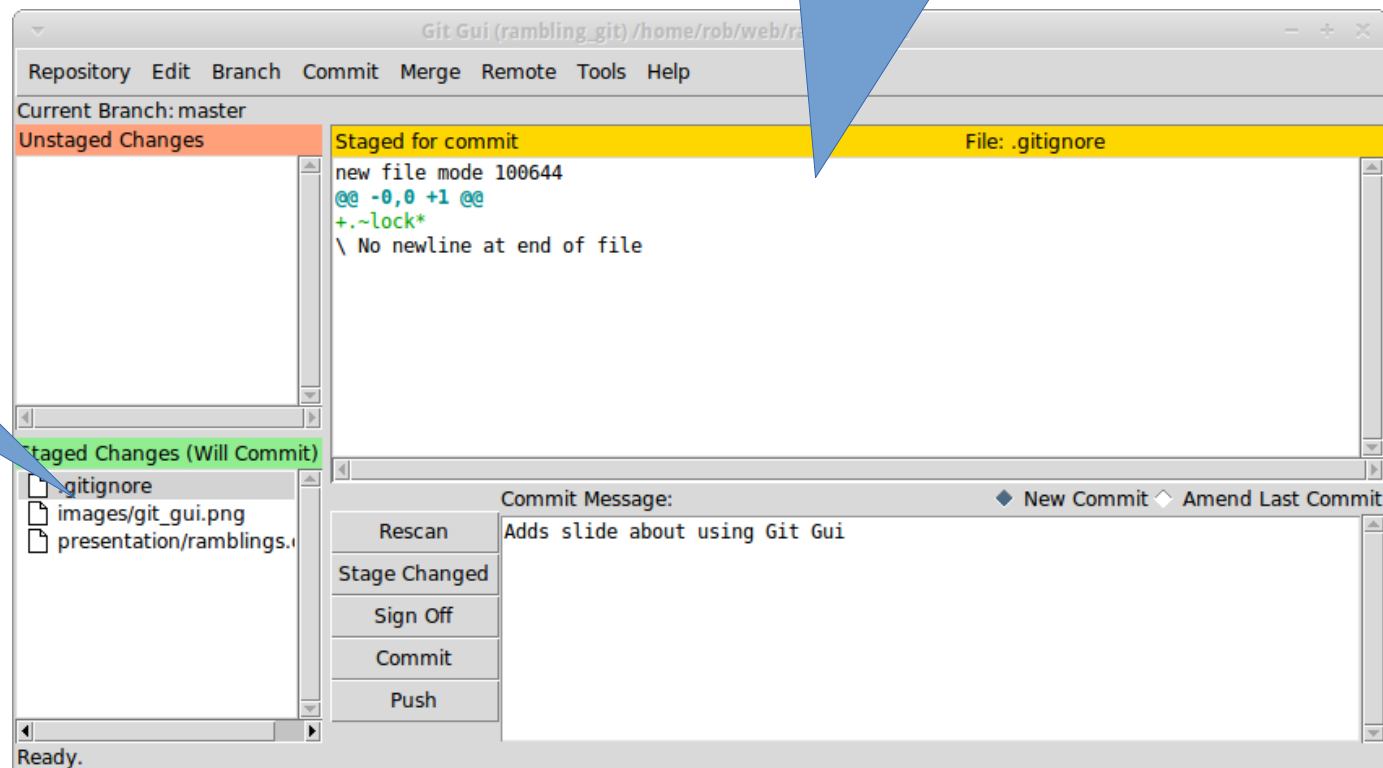 Git Gui (rambling_git) /home/rob/web/
Repository Edit Branch Commit Merge Remote Tools Help
Current Branch: master
Unstaged Changes
Staged for commit File: .gitignore
new file mode 100644
@@ -0,0 +1 @@
+.~lock*
\ No newline at end of file
Staged Changes (Will Commit)
.gitignore
images/git_gui.png
presentation/ramblings.
Commit Message: New Commit Amend Last Commit
Rescan
Stage Changed
Sign Off
Commit
Push
Adds slide about using Git Gui
Ready.